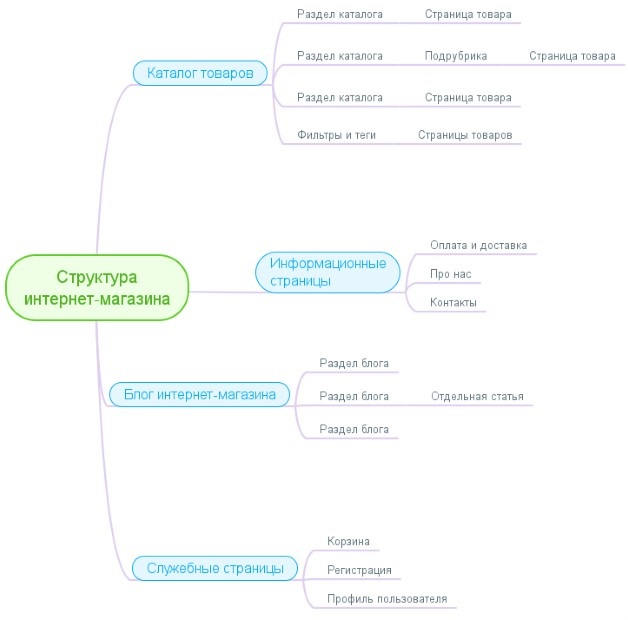 Раздел каталога Страница товара
Раздел каталога Подрубрика Страница товара
Каталог товаров
Раздел каталога Страница товара
Фильтры и теги Страницы товаров
Структура
интернет-магазина
Информационные
страницы
Оплата и доставка
Про нас
Контакты
Блог интернет-магазина
Раздел блога
Раздел блога Отдельная статья
Раздел блога
Служебные страницы
Корзина
Регистрация
Профиль пользователя